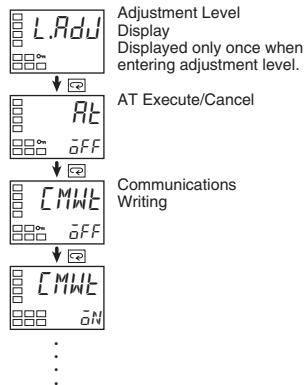 L.AdJ
Adjustment Level
Display
Displayed only once when
entering adjustment level.
At
oFF
AT Execute/Cancel
CMWt
oFF
Communications
Writing
CMWt
oN